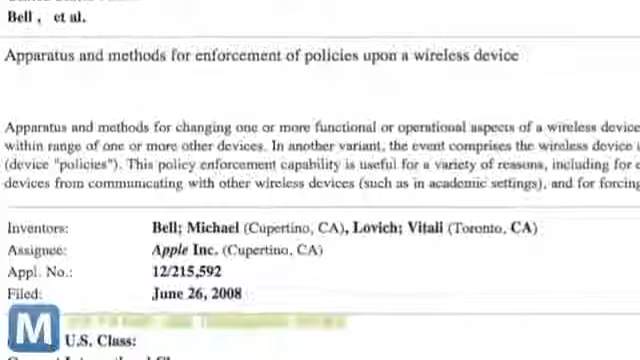 Bell , et al.
Apparatus and methods for enforcement of policies upon a wireless device
Apparatus and methods for changing one or more functional or operational aspects of a wireless device
within range of one or more other devices. In another variant, the event comprises the wireless device
(device "policies"). This policy enforcement capability is useful for a variety of reasons, including for
devices from communicating with other wireless devices (such as in academic settings), and for forcing
Inventors: Bell; Michael (Cupertino, CA), Lovich; Vitali (Toronto, CA)
Assignee: Apple Inc. (Cupertino, CA)
Appl. No.: 12/215,592
Filed: June 26, 2008
M U.S. Class: